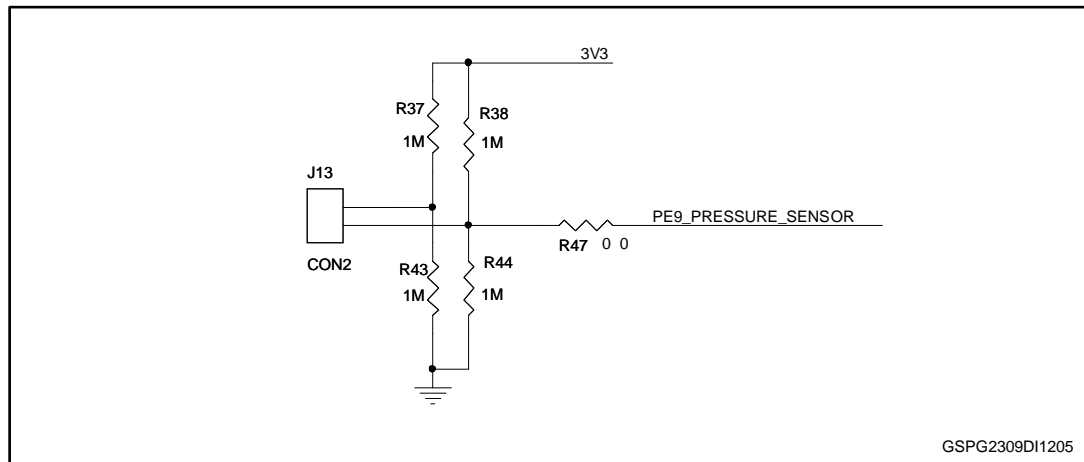 3V3
R37
1M
R38
1M
J13
CON2
PE9_PRESSURE_SENSOR
R47
0 0
R43
1M
R44
1M
GSPG2309DI1205